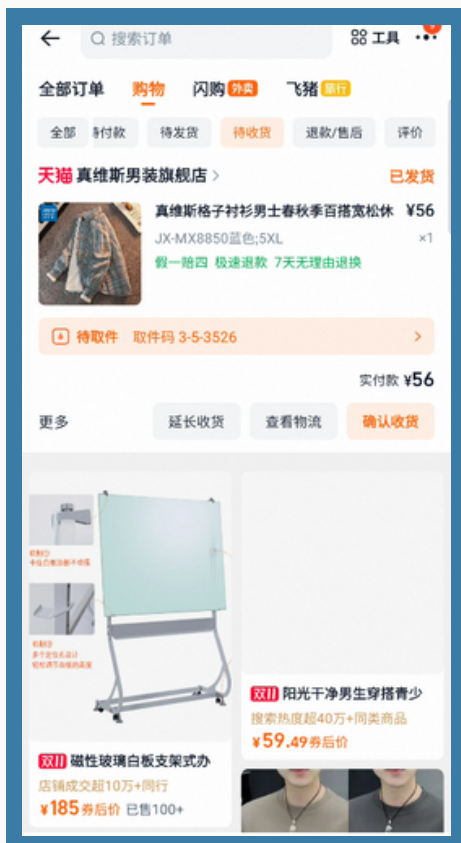 搜索订单
工具
全部订单 购物 闪购 外卖 飞猪 旅行
全部 待付款 待发货 待收货 退款/售后 评价
天猫 真维斯男装旗舰店 已发货
真维斯格子衬衫男士春秋季百搭宽松休 ¥56
JX-MX8850蓝色;5XL ×1
假一赔四 极速退款 7天无理由退换
待取件 取件码 3-5-3526
实付款 ¥56
更多 延长收货 查看物流 确认收货
双11 磁性玻璃白板支架式办
店铺成交超10万+同行
¥185 券后价 已售100+
双11 阳光干净男生穿搭青少
搜索热度超40万+同类商品
¥59.49券后价